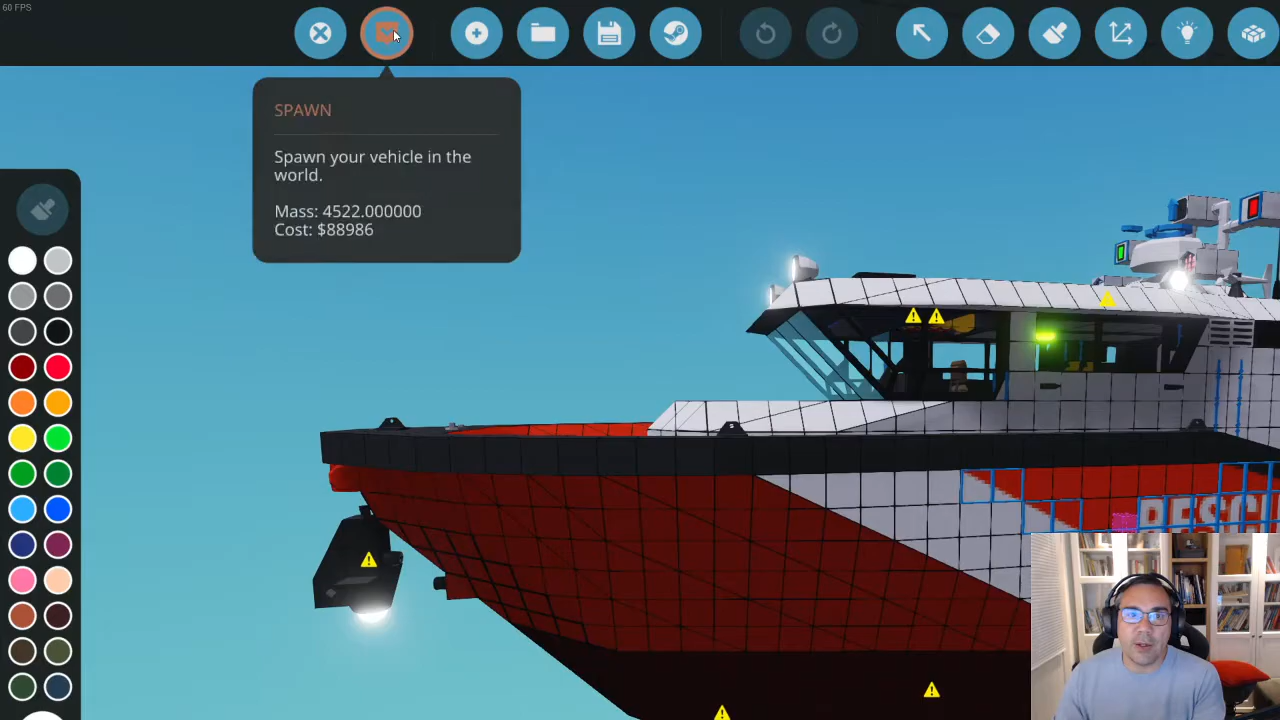 60 FPS
SPAWN
Spawn your vehicle in the
world.
Mass: 4522.000000
Cost: $88986